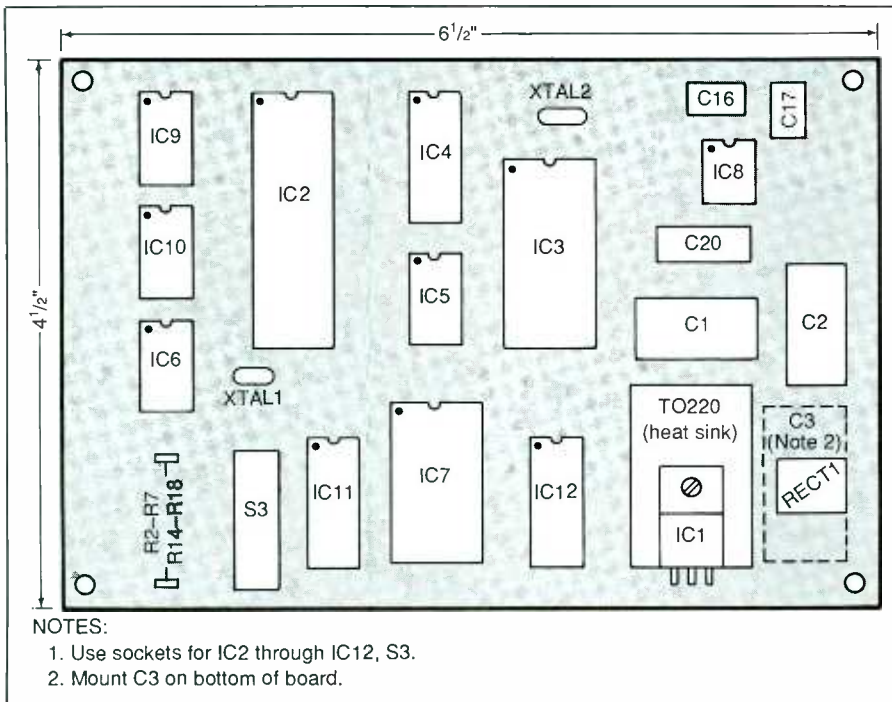 6 1/2"
4 1/2"
XTAL2
C16
C17
IC9
IC2
IC4
IC8
IC10
IC3
C20
IC5
C1
C2
IC6
XTAL1
TO220
(heat sink)
C3
(Note 2)
RECT1
IC7
S3
IC11
IC12
IC1
R2–R7
R14–R18
NOTES:
1. Use sockets for IC2 through IC12, S3.
2. Mount C3 on bottom of board.